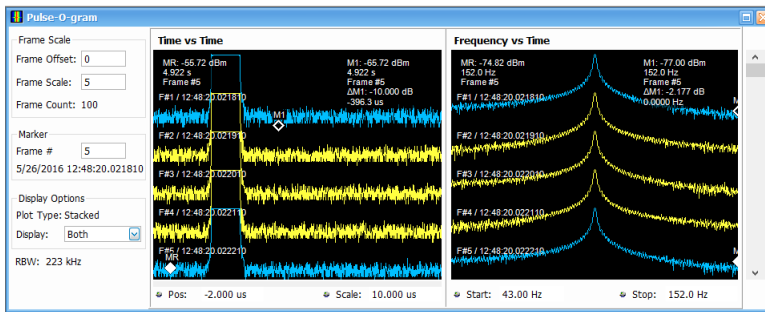 Pulse-O-gram
Frame Scale
Frame Offset: 0
Frame Scale: 5
Frame Count: 100
Marker
Frame # 5
5/26/2016 12:48:20.021810
Display Options
Plot Type: Stacked
Display: Both
RBW: 223 kHz
Time vs Time
MR: -55.72 dBm
4.922 s
Frame #5
M1: -65.72 dBm
4.922 s
Frame #5
ΔM1: -10.000 dB
-396.3 us
F#1 / 12:48:20.021810
M1
F#2 / 12:48:20.021910
F#3 / 12:48:20.022010
F#4 / 12:48:20.022110
F#5 / 12:48:20.022210
MR
Pos: -2.000 us
Scale: 10.000 us
Frequency vs Time
MR: -74.82 dBm
152.0 Hz
Frame #5
M1: -77.00 dBm
152.0 Hz
Frame #5
ΔM1: -2.177 dB
0.0000 Hz
F#1 / 12:48:20.021810
M
F#2 / 12:48:20.021910
F#3 / 12:48:20.022010
F#4 / 12:48:20.022110
F#5 / 12:48:20.022210
M
Start: 43.00 Hz
Stop: 152.0 Hz